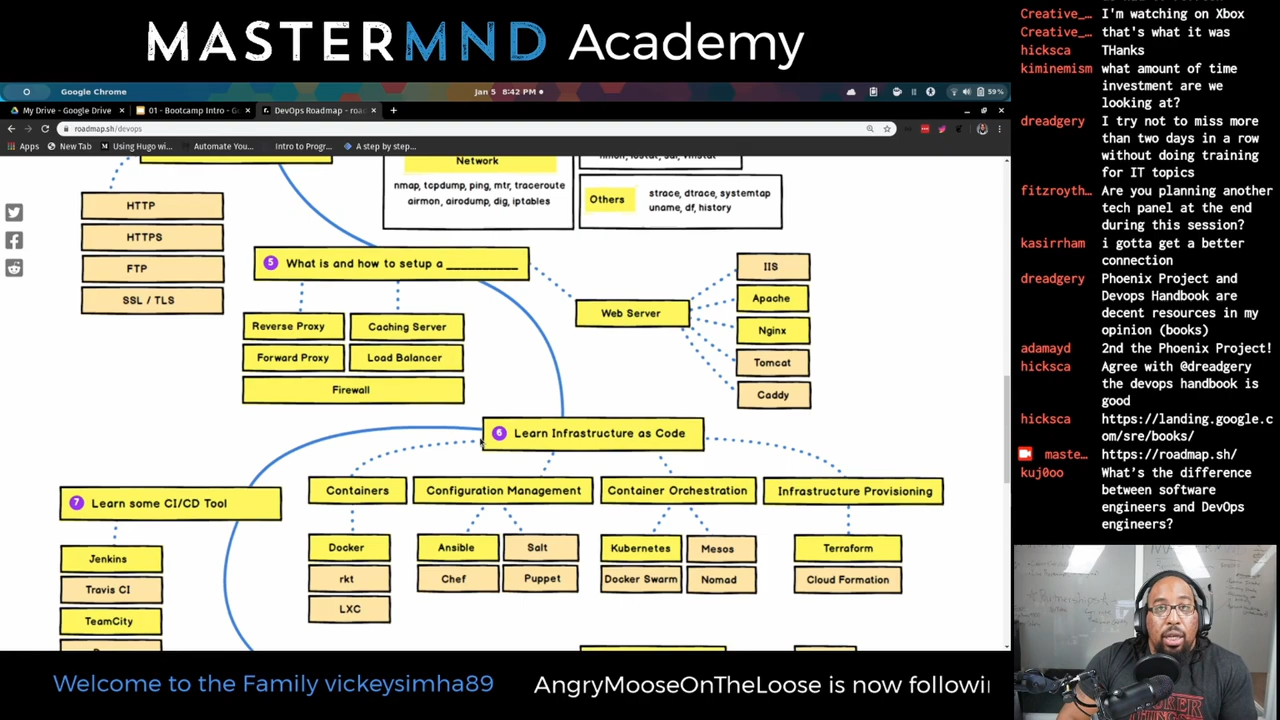 MASTERMND Academy
Google Chrome
Jan 5 8:42 PM
59%
My Drive - Google Drive
01 - Bootcamp Intro - G
DevOps Roadmap - roa
roadmap.sh/devops
Apps
New Tab
Using Hugo wi...
Automate You...
Intro to Progr...
A step by step...
HTTP
HTTPS
FTP
SSL / TLS
Network
nmap, tcpdump, ping, mtr, traceroute
airmon, airodump, dig, iptables
Others
strace, dtrace, systemtap
uname, df, history
5 What is and how to setup a __________
Reverse Proxy
Caching Server
Forward Proxy
Load Balancer
Firewall
Web Server
IIS
Apache
Nginx
Tomcat
Caddy
6 Learn Infrastructure as Code
Containers
Configuration Management
Container Orchestration
Infrastructure Provisioning
Docker
rkt
LXC
Ansible
Salt
Chef
Puppet
Kubernetes
Mesos
Docker Swarm
Nomad
Terraform
Cloud Formation
7 Learn some CI/CD Tool
Jenkins
Travis CI
TeamCity
Creative_… I'm watching on Xbox
Creative_… that's what it was
hicksca THanks
kiminemism what amount of time
investment are we
looking at?
dreadgery I try not to miss more
than two days in a row
without doing training
for IT topics
fitzroyth… Are you planning another
tech panel at the end
during this session?
kasirrham i gotta get a better
connection
dreadgery Phoenix Project and
Devops Handbook are
decent resources in my
opinion (books)
adamayd 2nd the Phoenix Project!
hicksca Agree with @dreadgery
the devops handbook is
good
hicksca https://landing.google.c
om/sre/books/
maste… https://roadmap.sh/
kuj0oo What's the difference
between software
engineers and DevOps
engineers?
Welcome to the Family vickeysimha89
AngryMooseOnTheLoose is now followin